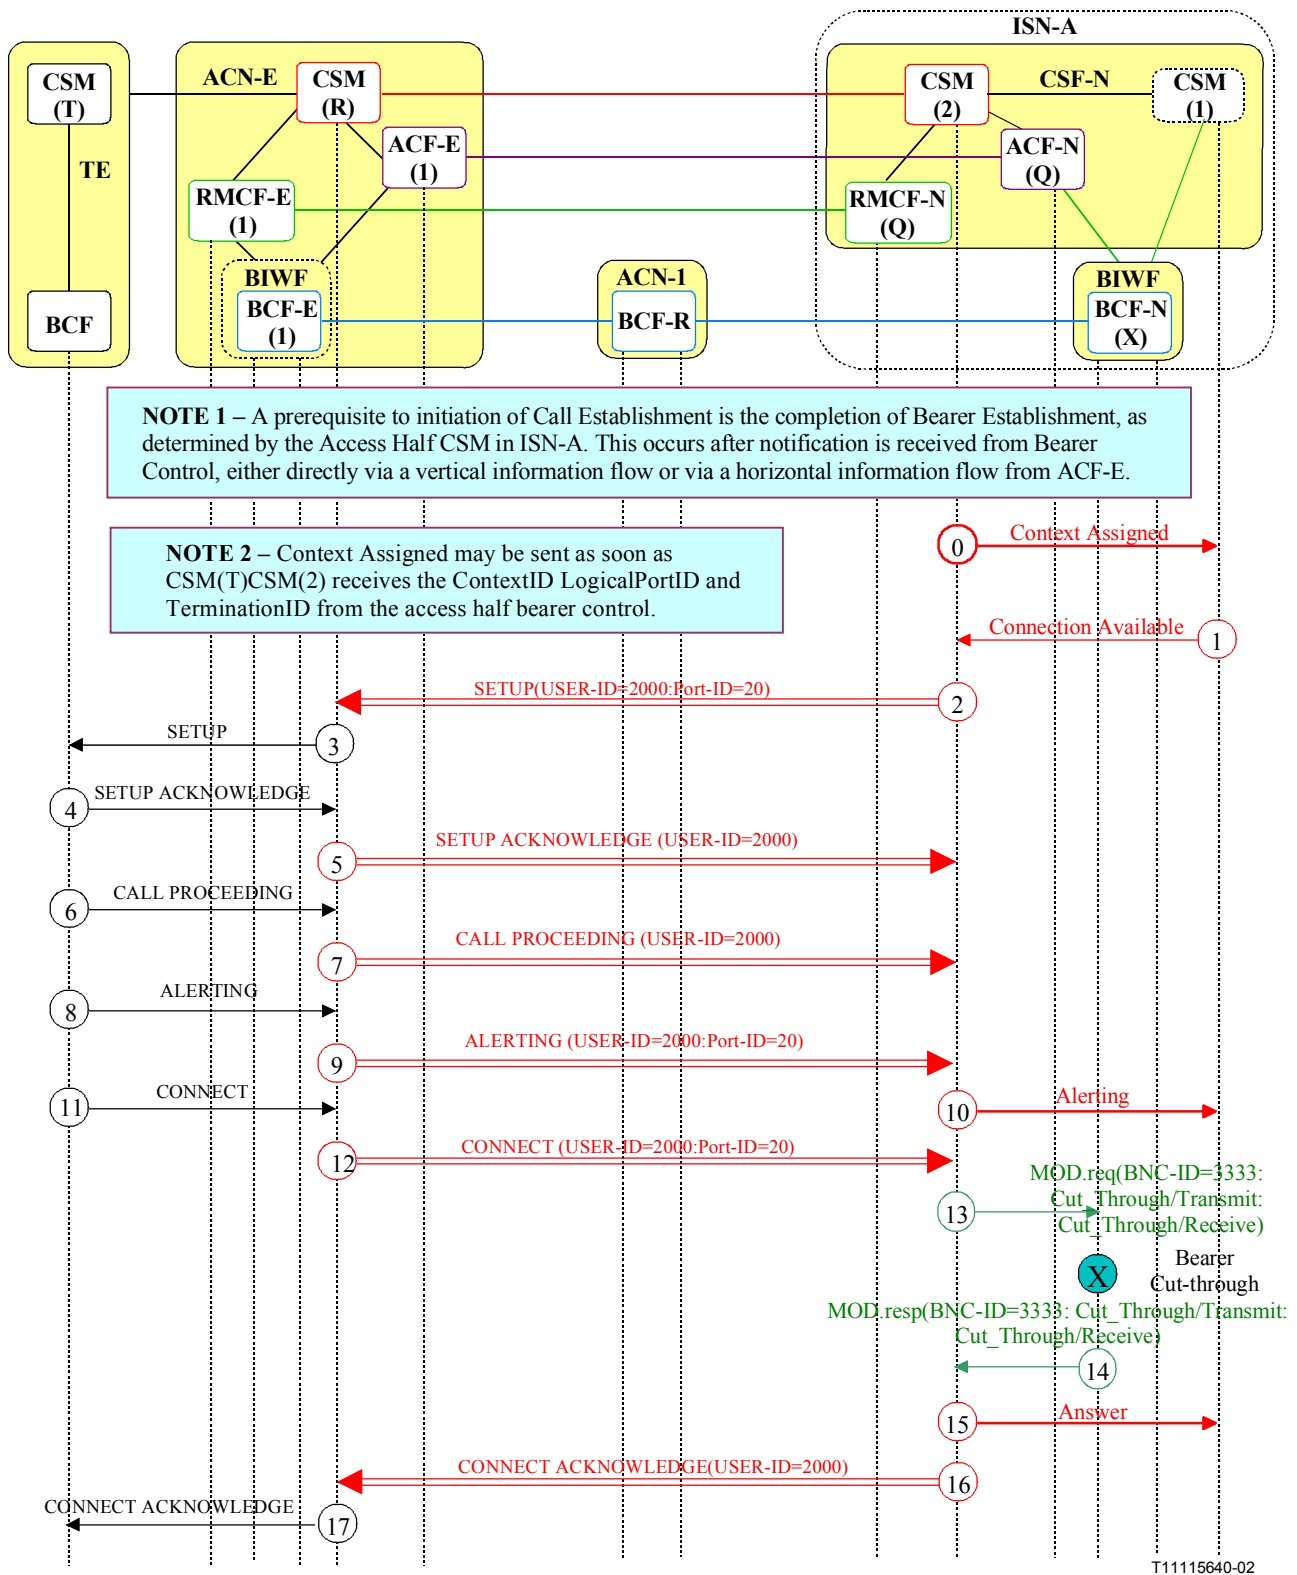 ISN-A
CSM
(T)
ACN-E
CSM
(R)
CSM
(2)
CSF-N
CSM
(1)
TE
ACF-E
(1)
ACF-N
(Q)
RMCF-E
(1)
RMCF-N
(Q)
BIWF
ACN-1
BIWF
BCF
BCF-E
(1)
BCF-R
BCF-N
(X)
NOTE 1 – A prerequisite to initiation of Call Establishment is the completion of Bearer Establishment, as
determined by the Access Half CSM in ISN-A. This occurs after notification is received from Bearer
Control, either directly via a vertical information flow or via a horizontal information flow from ACF-E.
NOTE 2 – Context Assigned may be sent as soon as
CSM(T)CSM(2) receives the ContextID LogicalPortID and
TerminationID from the access half bearer control.
0
Context Assigned
Connection Available
1
SETUP(USER-ID=2000:Port-ID=20)
2
SETUP
3
4
SETUP ACKNOWLEDGE
5
SETUP ACKNOWLEDGE (USER-ID=2000)
6
CALL PROCEEDING
7
CALL PROCEEDING (USER-ID=2000)
8
ALERTING
9
ALERTING (USER-ID=2000:Port-ID=20)
11
CONNECT
10
Alerting
12
CONNECT (USER-ID=2000:Port-ID=20)
13
MOD.req(BNC-ID=3333:
Cut_Through/Transmit:
Cut_Through/Receive)
X
Bearer
Cut-through
MOD.resp(BNC-ID=3333: Cut_Through/Transmit:
Cut_Through/Receive)
14
15
Answer
CONNECT ACKNOWLEDGE(USER-ID=2000)
16
CONNECT ACKNOWLEDGE
17
T11115640-02